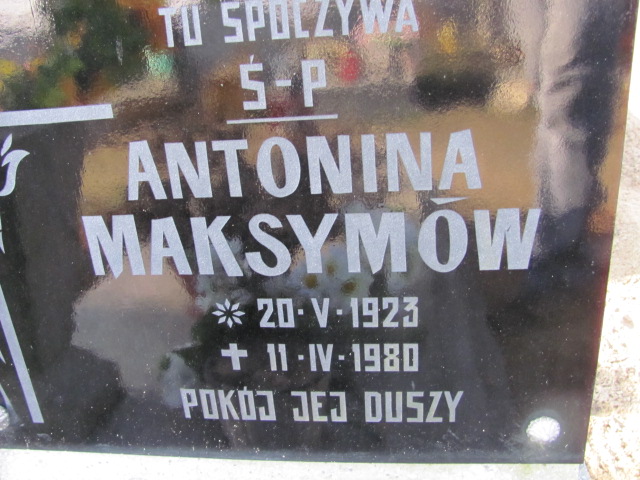 TU SPOCZYWA
Ś-P
ANTONINA
MAKSYMÓW
20·V·1923
✝ 11·IV·1980
POKÓJ JEJ DUSZY